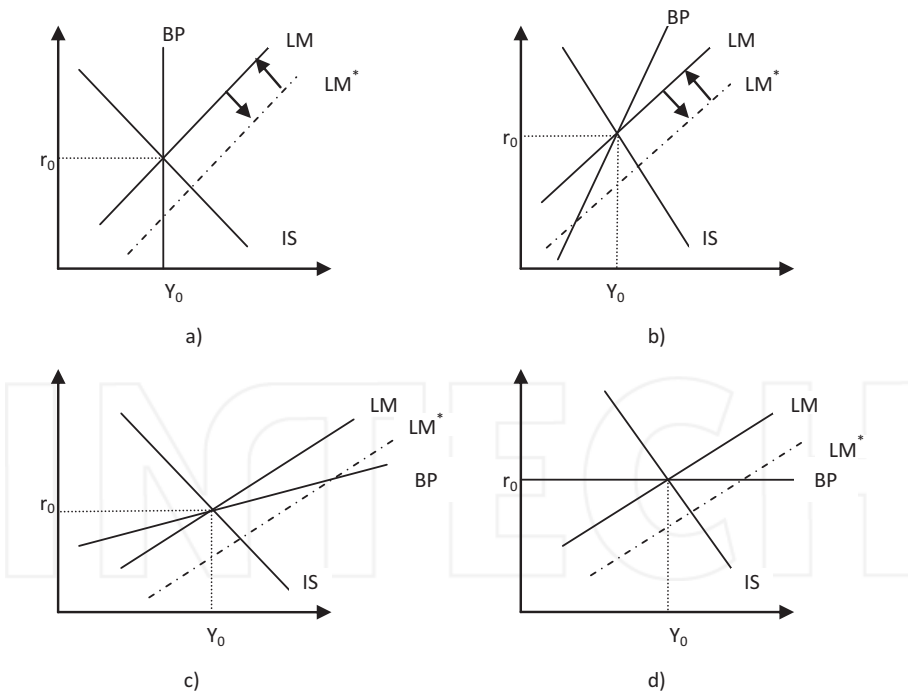 BP
LM
LM*
r₀
IS
Y₀
a)
BP
LM
LM*
r₀
IS
Y₀
b)
LM
LM*
BP
r₀
IS
Y₀
c)
LM
LM*
r₀
BP
IS
Y₀
d)
INTECH